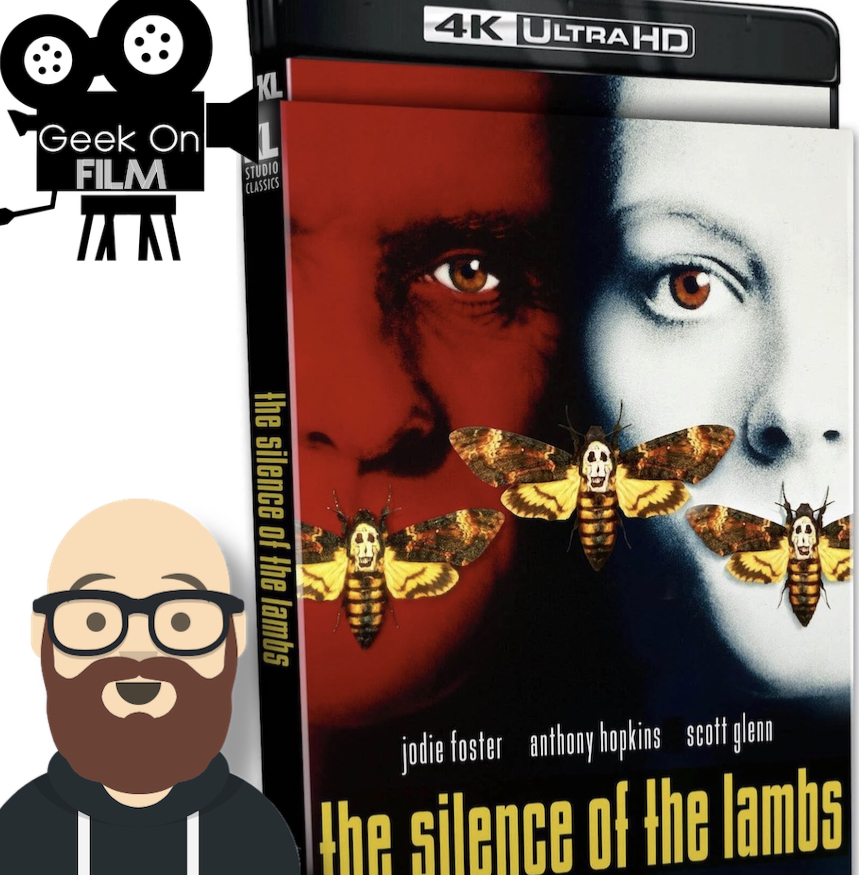 4K ULTRA HD
Geek On
FILM
KL
KL
STUDIO
CLASSICS
the silence of the lambs
jodie foster anthony hopkins scott glenn
the silence of the lambs